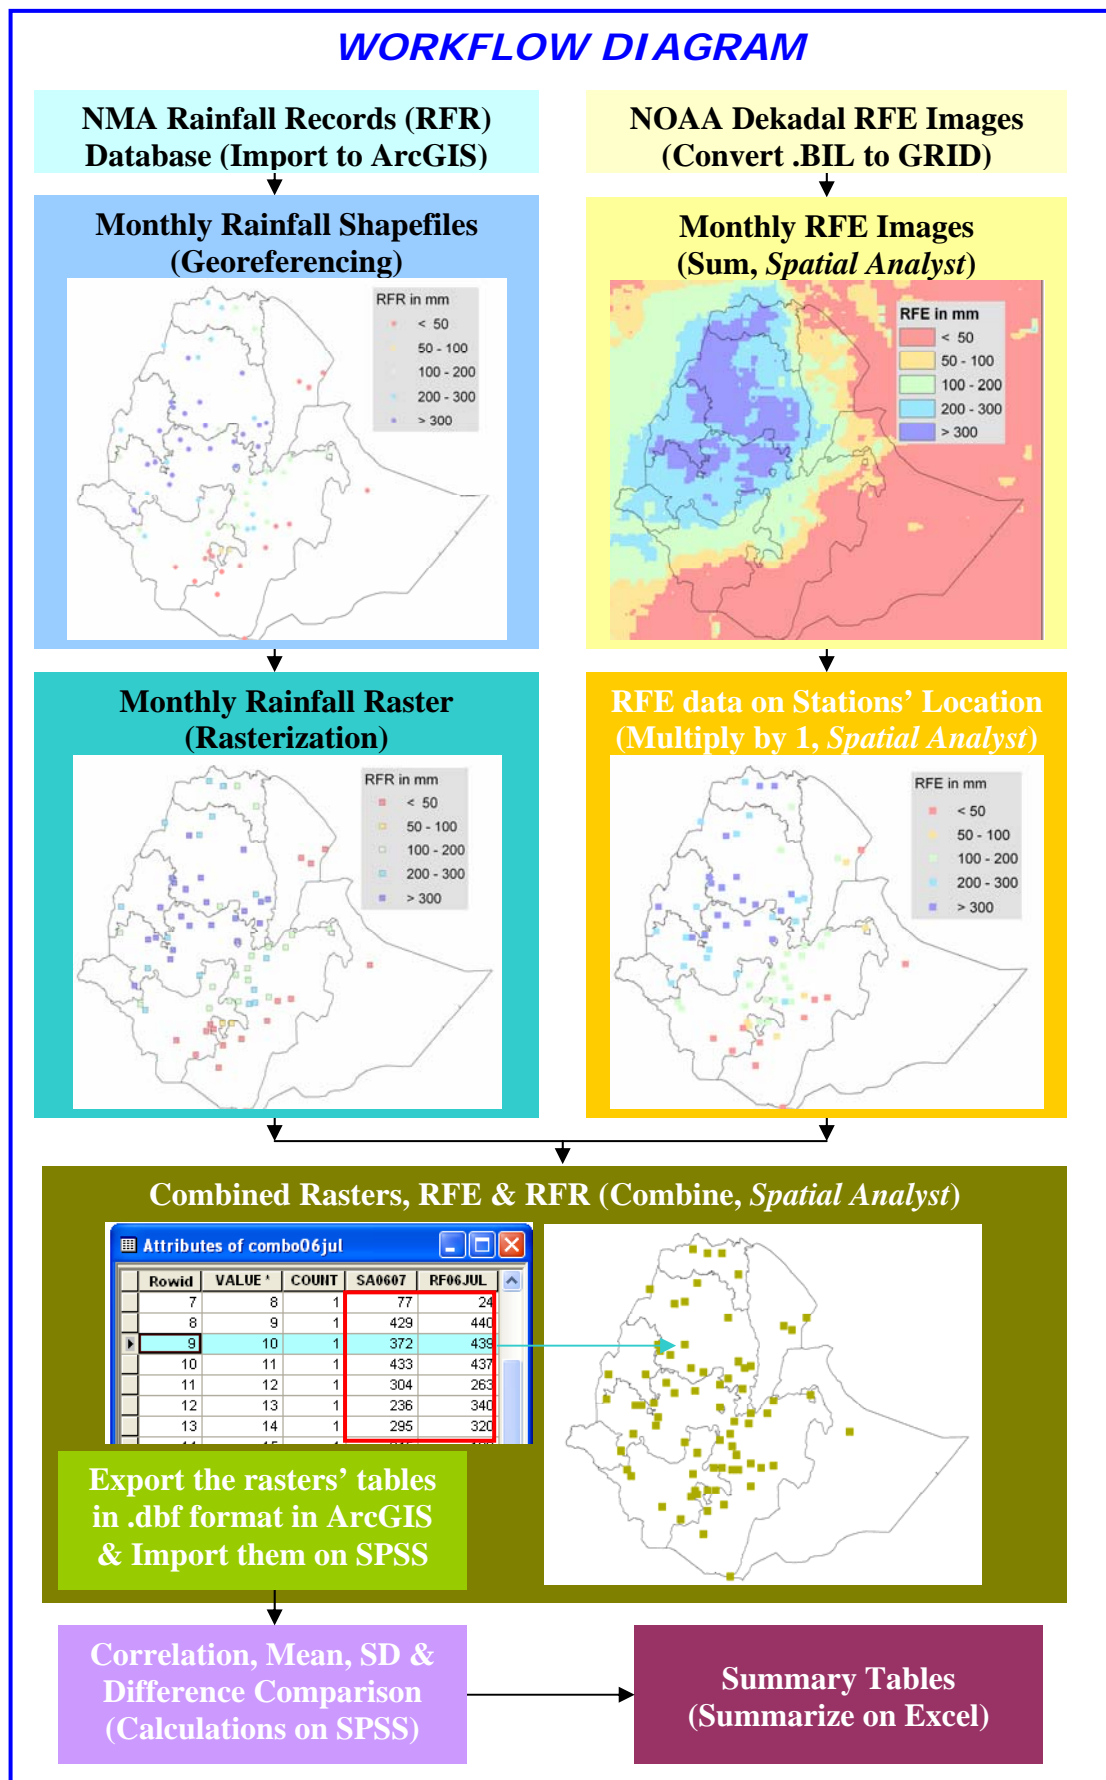 WORKFLOW DIAGRAM
NMA Rainfall Records (RFR)
Database (Import to ArcGIS)
NOAA Dekadal RFE Images
(Convert .BIL to GRID)
Monthly Rainfall Shapefiles
(Georeferencing)
RFR in mm
< 50
50 - 100
100 - 200
200 - 300
> 300
Monthly RFE Images
(Sum, Spatial Analyst)
RFE in mm
< 50
50 - 100
100 - 200
200 - 300
> 300
Monthly Rainfall Raster
(Rasterization)
RFR in mm
< 50
50 - 100
100 - 200
200 - 300
> 300
RFE data on Stations' Location
(Multiply by 1, Spatial Analyst)
RFE in mm
< 50
50 - 100
100 - 200
200 - 300
> 300
Combined Rasters, RFE & RFR (Combine, Spatial Analyst)
Attributes of combo06jul
Rowid VALUE * COUNT SA0607 RF06JUL
7 8 1 77 24
8 9 1 429 440
9 10 1 372 439
10 11 1 433 437
11 12 1 304 263
12 13 1 236 340
13 14 1 295 320
Export the rasters' tables
in .dbf format in ArcGIS
& Import them on SPSS
Correlation, Mean, SD &
Difference Comparison
(Calculations on SPSS)
Summary Tables
(Summarize on Excel)